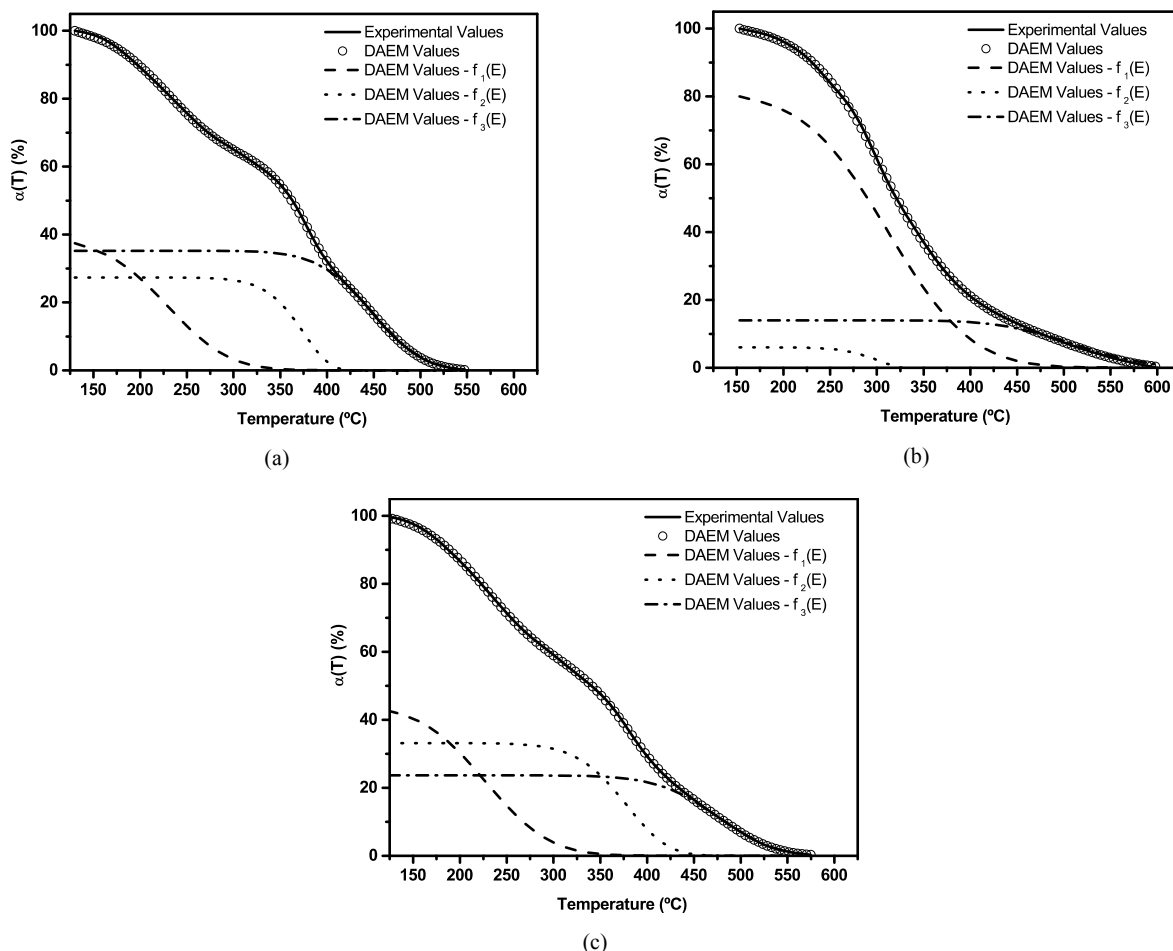 Experimental Values
DAEM Values
DAEM Values - f₁(E)
DAEM Values - f₂(E)
DAEM Values - f₃(E)
100
80
60
40
20
0
α(T) (%)
125 150 200 250 300 350 400 450 500 550 600
Temperature (ºC)
(a)
Experimental Values
DAEM Values
DAEM Values - f₁(E)
DAEM Values - f₂(E)
DAEM Values - f₃(E)
100
80
60
40
20
0
α(T) (%)
125 150 200 250 300 350 400 450 500 550 600
Temperature (ºC)
(b)
Experimental Values
DAEM Values
DAEM Values - f₁(E)
DAEM Values - f₂(E)
DAEM Values - f₃(E)
100
80
60
40
20
0
α(T) (%)
150 200 250 300 350 400 450 500 550 600
Temperature (ºC)
(c)